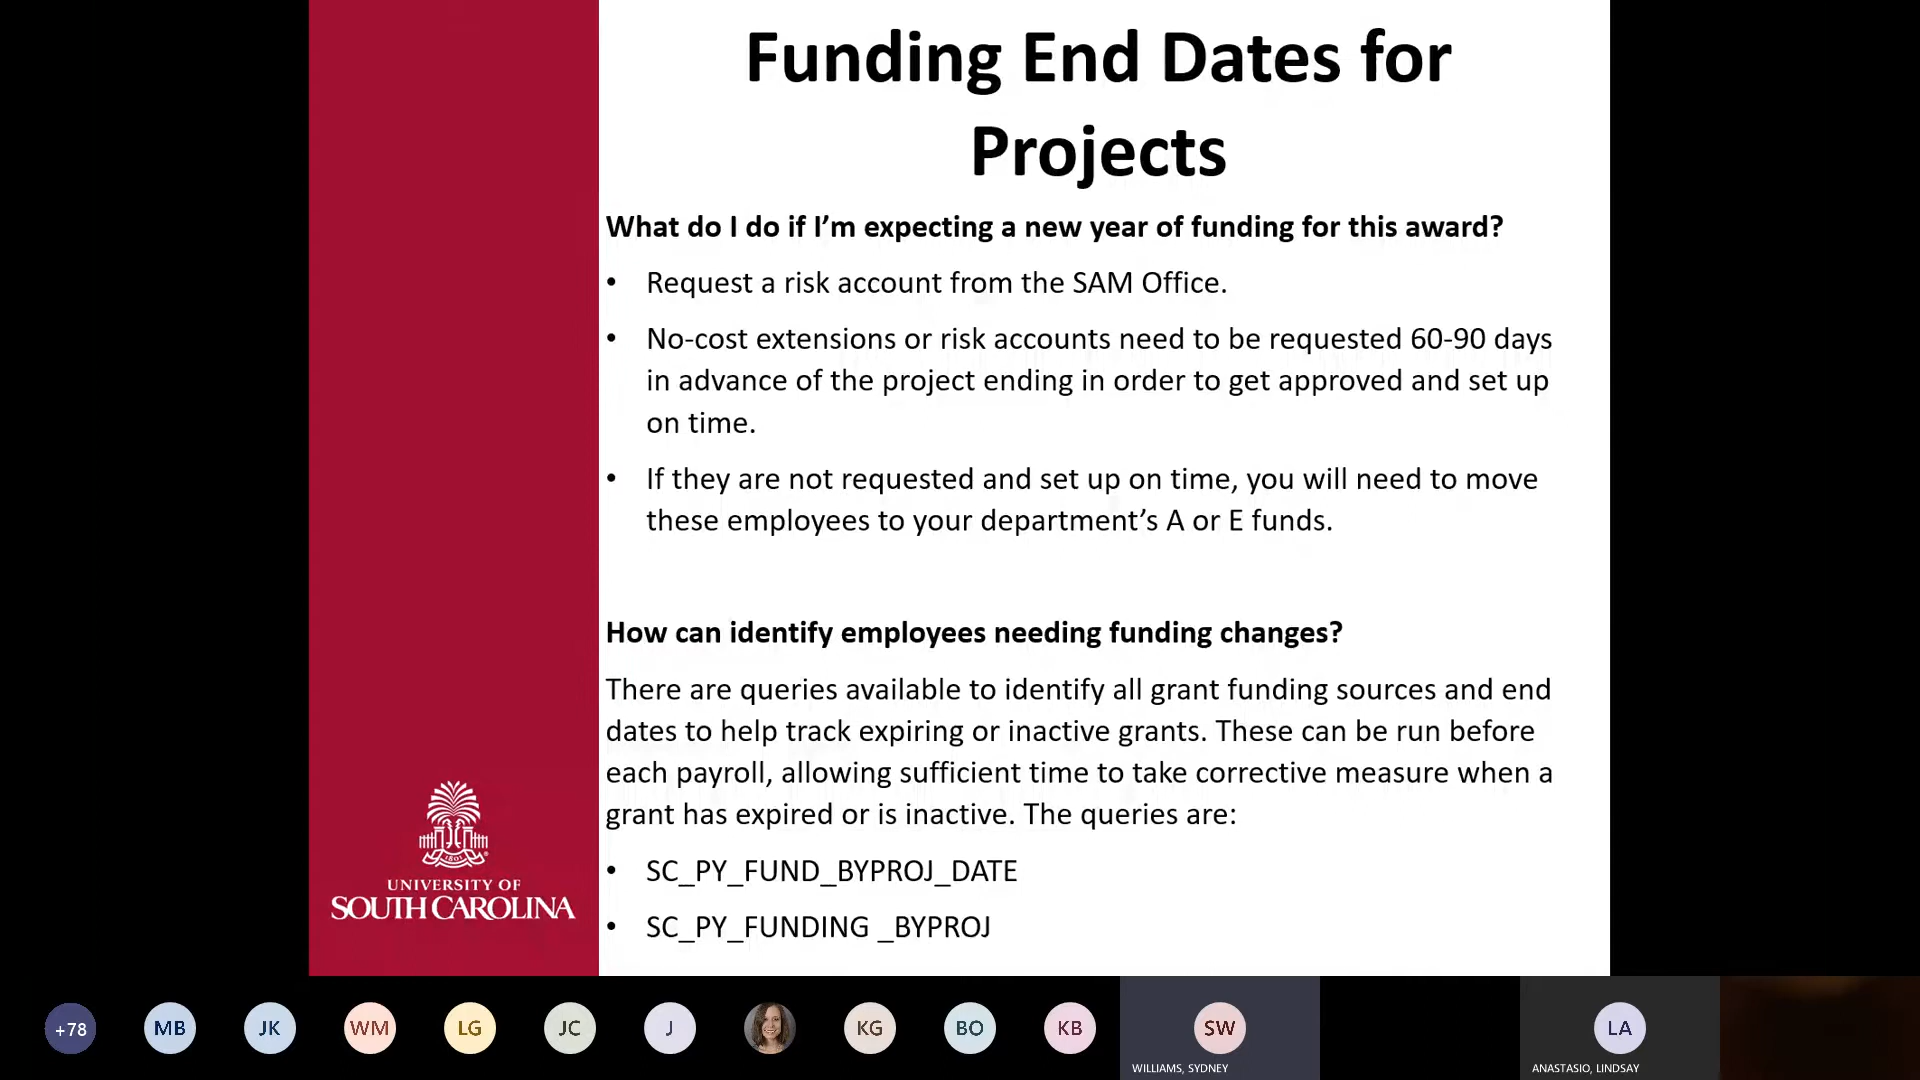 Funding End Dates for
Projects
What do I do if I’m expecting a new year of funding for this award?
• Request a risk account from the SAM Office.
• No-cost extensions or risk accounts need to be requested 60-90 days
in advance of the project ending in order to get approved and set up
on time.
• If they are not requested and set up on time, you will need to move
these employees to your department’s A or E funds.
How can identify employees needing funding changes?
There are queries available to identify all grant funding sources and end
dates to help track expiring or inactive grants. These can be run before
each payroll, allowing sufficient time to take corrective measure when a
grant has expired or is inactive. The queries are:
• SC_PY_FUND_BYPROJ_DATE
• SC_PY_FUNDING _BYPROJ
1801
UNIVERSITY OF
SOUTH CAROLINA
+78
MB
JK
WM
LG
JC
J
KG
BO
KB
SW
LA
WILLIAMS, SYDNEY
ANASTASIO, LINDSAY